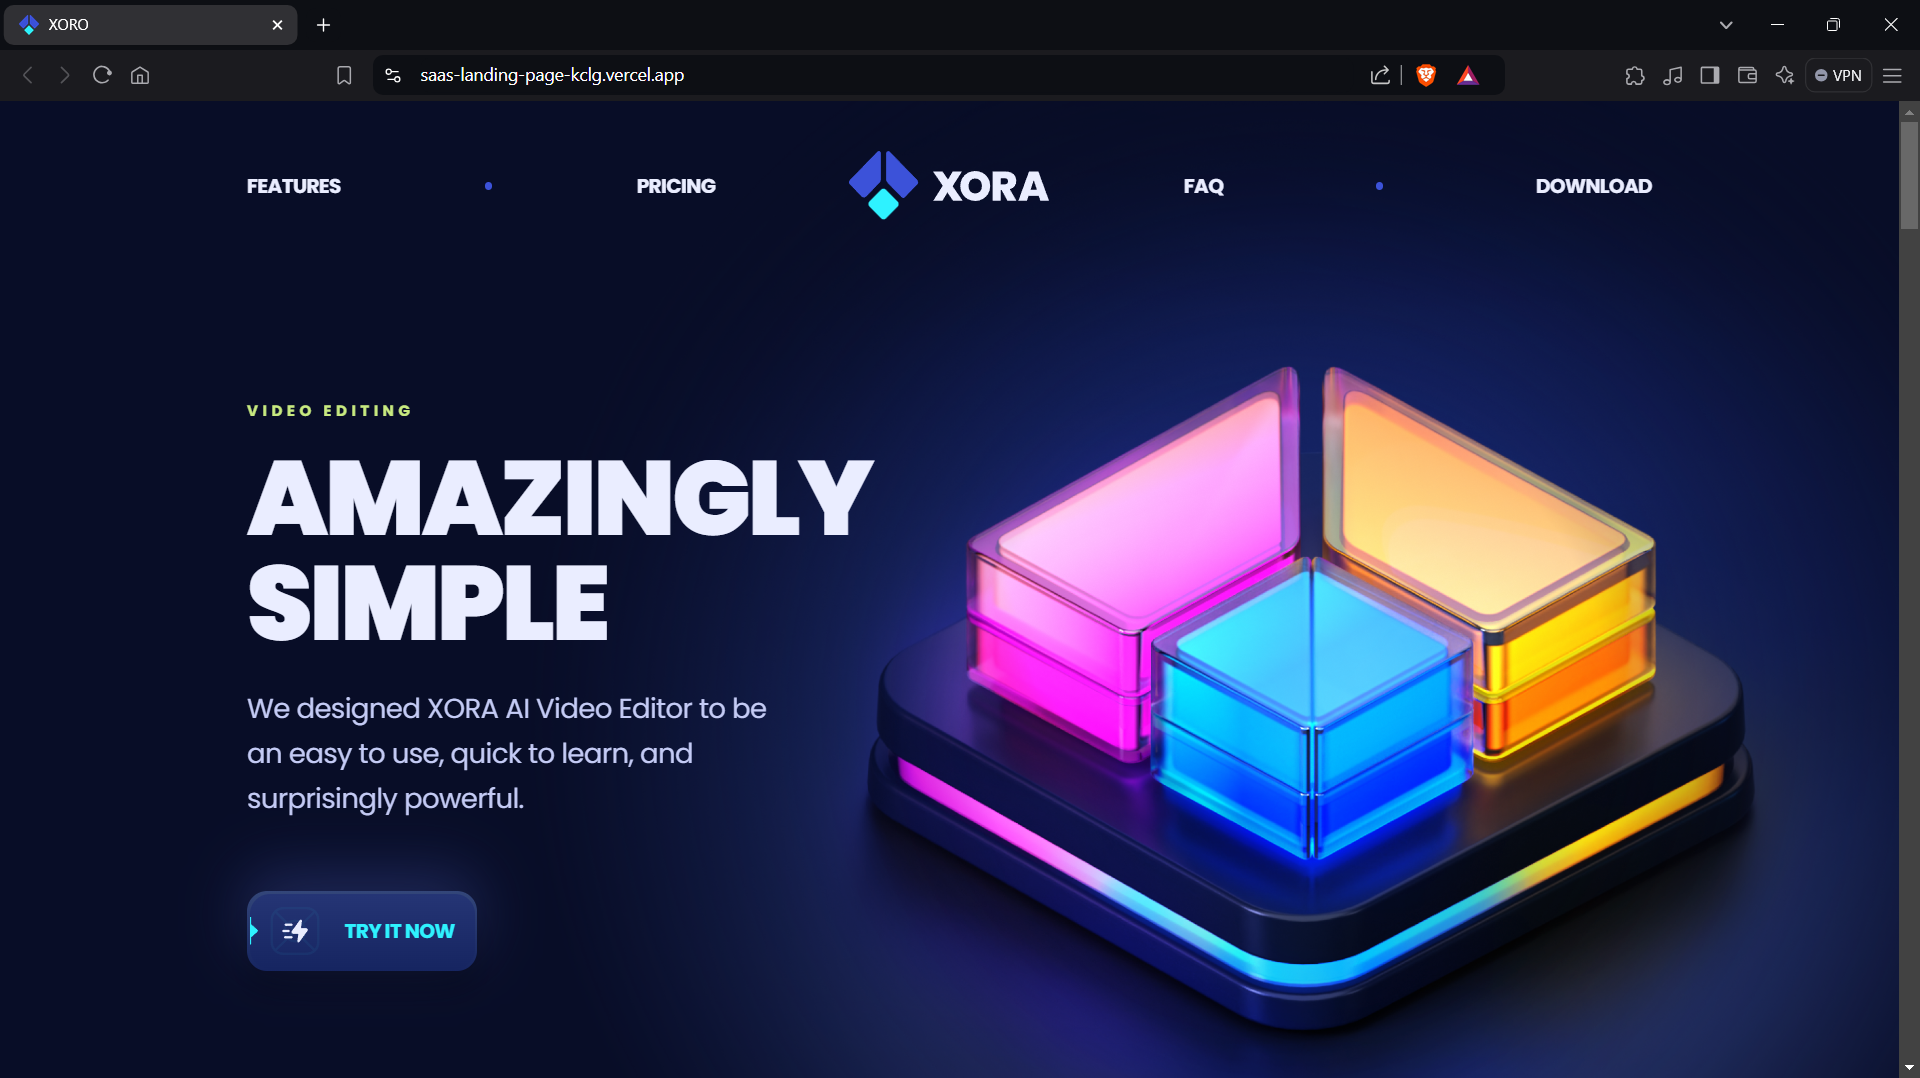 XORO
saas-landing-page-kclg.vercel.app
VPN
FEATURES
PRICING
XORA
FAQ
DOWNLOAD
VIDEO EDITING
AMAZINGLY
SIMPLE
We designed XORA AI Video Editor to be
an easy to use, quick to learn, and
surprisingly powerful.
TRY IT NOW